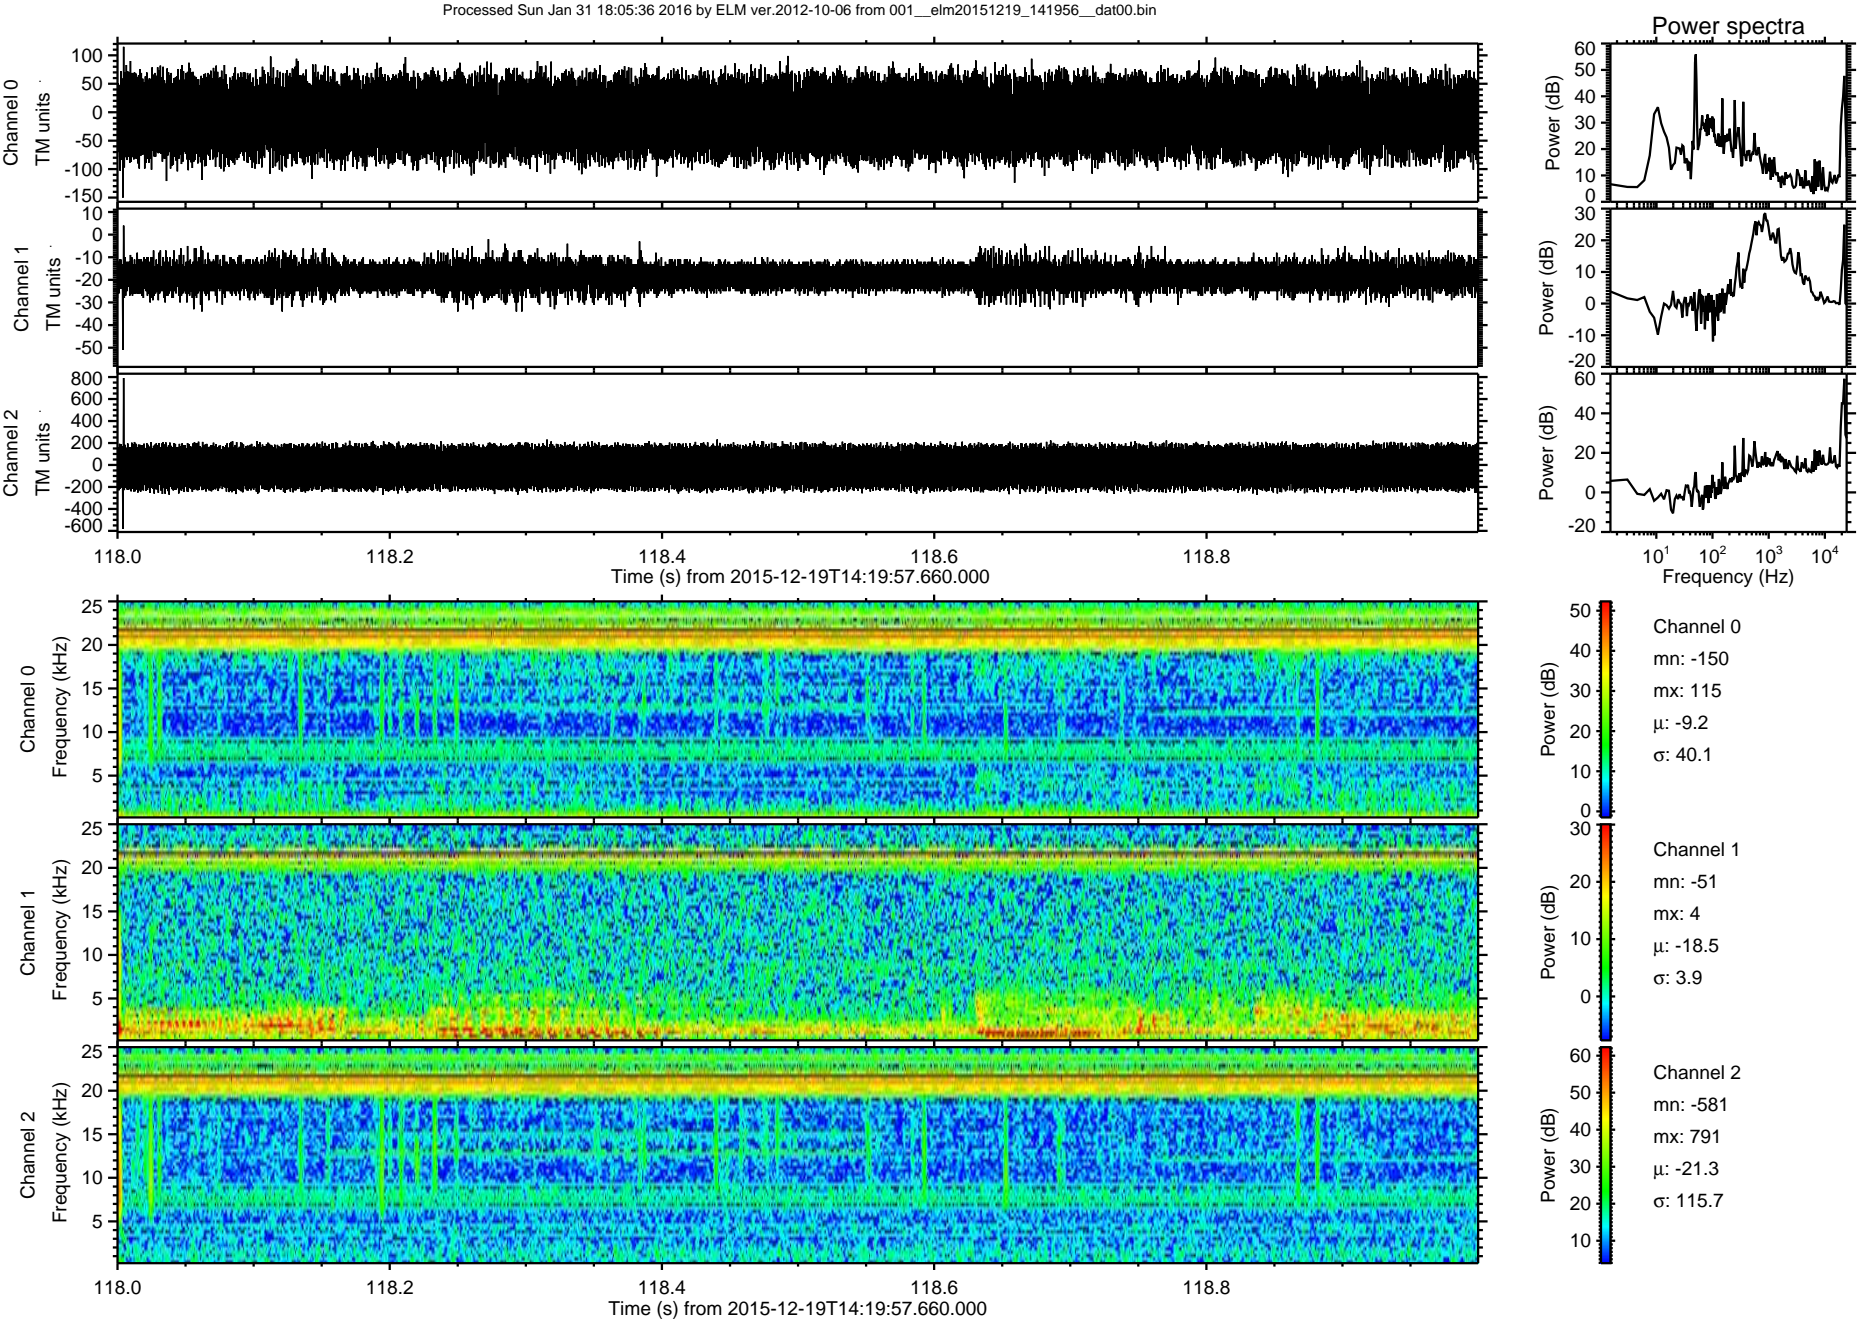 Processed Sun Jan 31 18:05:36 2016 by ELM ver.2012-10-06 from 001__elm20151219_141956__dat00.bin
Power spectra
Channel 0
TM units
100
50
0
-50
-100
-150
Power (dB)
60
50
40
30
20
10
0
Channel 1
TM units
10
0
-10
-20
-30
-40
-50
Power (dB)
30
20
10
0
-10
-20
Channel 2
TM units
800
600
400
200
0
-200
-400
-600
Power (dB)
60
40
20
0
-20
118.0 118.2 118.4 118.6 118.8
Time (s) from 2015-12-19T14:19:57.660.000
10¹ 10² 10³ 10⁴
Frequency (Hz)
Channel 0
Frequency (kHz)
25
20
15
10
5
Power (dB)
50
40
30
20
10
0
Channel 0
mn: -150
mx: 115
µ: -9.2
σ: 40.1
Channel 1
Frequency (kHz)
25
20
15
10
5
Power (dB)
30
20
10
0
Channel 1
mn: -51
mx: 4
µ: -18.5
σ: 3.9
Channel 2
Frequency (kHz)
25
20
15
10
5
Power (dB)
60
50
40
30
20
10
Channel 2
mn: -581
mx: 791
µ: -21.3
σ: 115.7
118.0 118.2 118.4 118.6 118.8
Time (s) from 2015-12-19T14:19:57.660.000